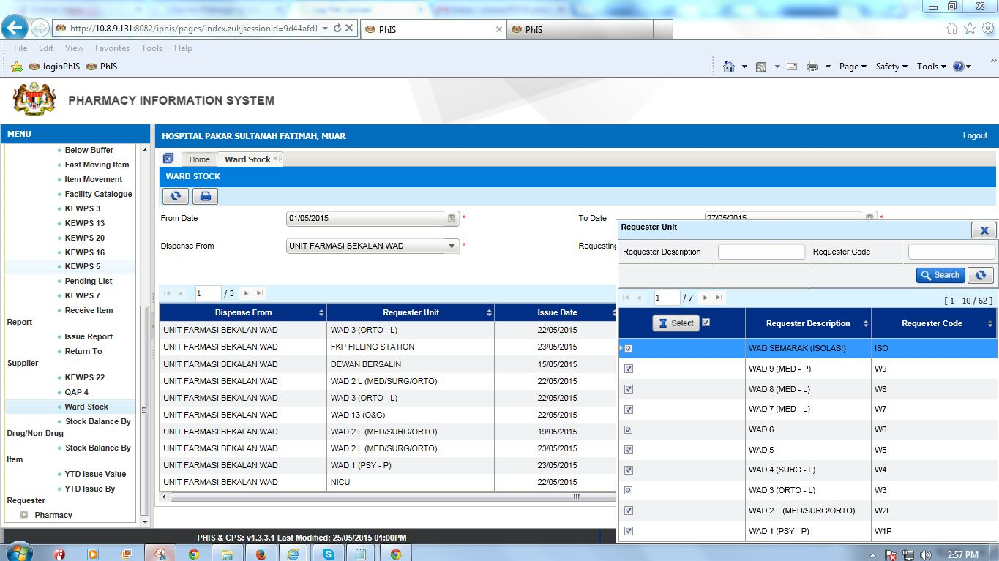 http://10.8.9.131:8082/iphis/pages/index.zul;jsessionid=9d44afd1
PhIS
PhIS
File Edit View Favorites Tools Help
loginPhIS PhIS
Page Safety Tools
PHARMACY INFORMATION SYSTEM
MENU
HOSPITAL PAKAR SULTANAH FATIMAH, MUAR
Logout
Below Buffer
Fast Moving Item
Item Movement
Facility Catalogue
KEWPS 3
KEWPS 13
KEWPS 20
KEWPS 16
KEWPS 5
Pending List
KEWPS 7
Receive Item
Report
Issue Report
Return To
Supplier
KEWPS 22
QAP 4
Ward Stock
Stock Balance By
Drug/Non-Drug
Stock Balance By
Item
YTD Issue Value
YTD Issue By
Requester
Pharmacy
Home Ward Stock
WARD STOCK
From Date 01/05/2015 * To Date 27/05/2015 *
Dispense From UNIT FARMASI BEKALAN WAD * Requesting
1 / 3
Dispense From Requester Unit Issue Date
UNIT FARMASI BEKALAN WAD WAD 3 (ORTO - L) 22/05/2015
UNIT FARMASI BEKALAN WAD FKP FILLING STATION 23/05/2015
UNIT FARMASI BEKALAN WAD DEWAN BERSALIN 15/05/2015
UNIT FARMASI BEKALAN WAD WAD 2 L (MED/SURG/ORTO) 22/05/2015
UNIT FARMASI BEKALAN WAD WAD 3 (ORTO - L) 22/05/2015
UNIT FARMASI BEKALAN WAD WAD 13 (O&G) 22/05/2015
UNIT FARMASI BEKALAN WAD WAD 2 L (MED/SURG/ORTO) 19/05/2015
UNIT FARMASI BEKALAN WAD WAD 2 L (MED/SURG/ORTO) 23/05/2015
UNIT FARMASI BEKALAN WAD WAD 1 (PSY - P) 23/05/2015
UNIT FARMASI BEKALAN WAD NICU 22/05/2015
Requester Unit
Requester Description Requester Code
Search
1 / 7 [ 1 - 10 / 62 ]
Select Requester Description Requester Code
WAD SEMARAK (ISOLASI) ISO
WAD 9 (MED - P) W9
WAD 8 (MED - L) W8
WAD 7 (MED - L) W7
WAD 6 W6
WAD 5 W5
WAD 4 (SURG - L) W4
WAD 3 (ORTO - L) W3
WAD 2 L (MED/SURG/ORTO) W2L
WAD 1 (PSY - P) W1P
PHIS & CPS: v1.3.3.1 Last Modified: 25/05/2015 01:00PM
2:57 PM